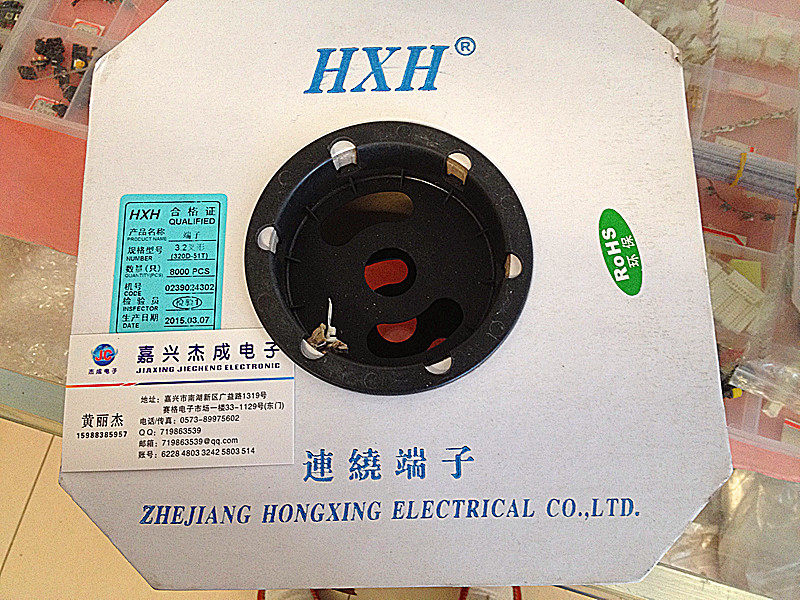 HXH®
HXH 合格证
QUALIFIED
产品名称 端子
PRODUCT NAME
规格型号 3.2叉形
NUMBER (320D-51T)
数量(只) 8000 PCS
QUANTITY(PCS)
机号 0239024302
CODE
检验员
INSPECTOR
生产日期 2015.03.07
DATE
RoHS
环保
JC
杰成电子
嘉兴杰成电子
JIAXING JIECHENG ELECTRONIC
黄丽杰
15988385957
地址:嘉兴市南湖新区广益路1319号
赛格电子市场一楼33-1129号(东门)
电话/传真:0573-89975602
QQ:719863539
邮箱:719863539@qq.com
账号:6228 4803 3242 5803 514
連繞端子
ZHEJIANG HONGXING ELECTRICAL CO.,LTD.